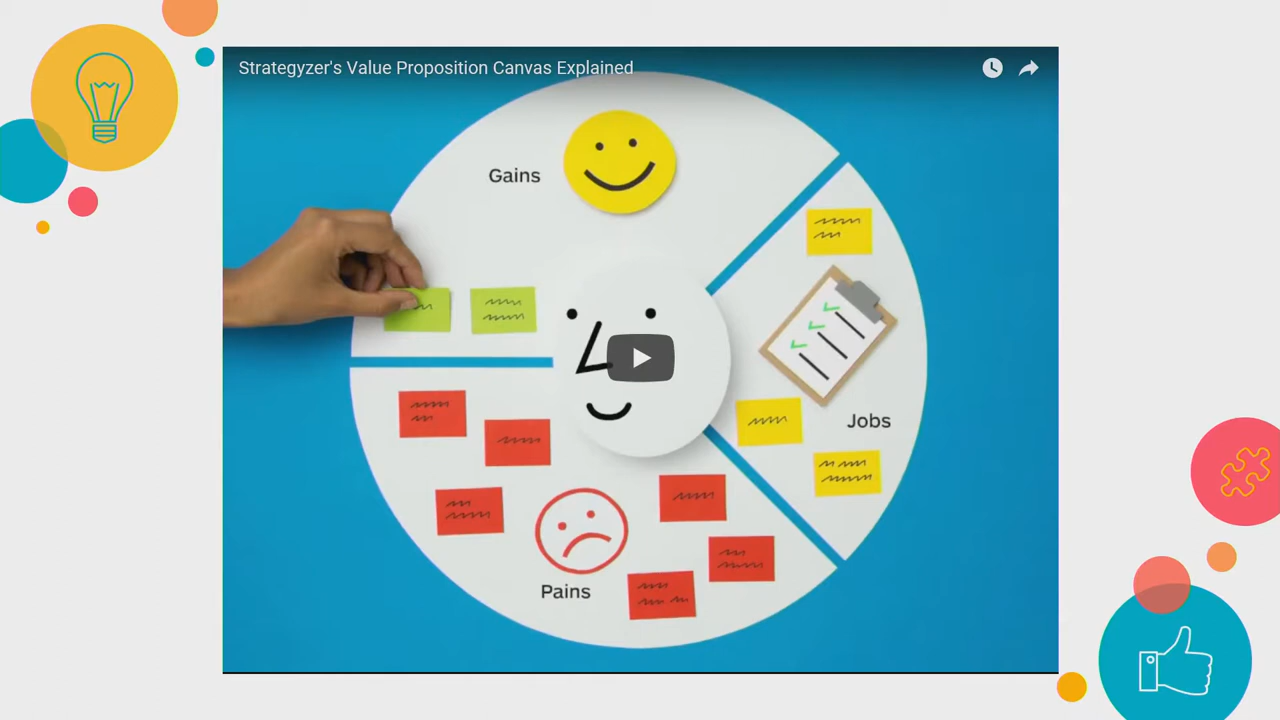 Strategyzer's Value Proposition Canvas Explained
Gains
Jobs
Pains